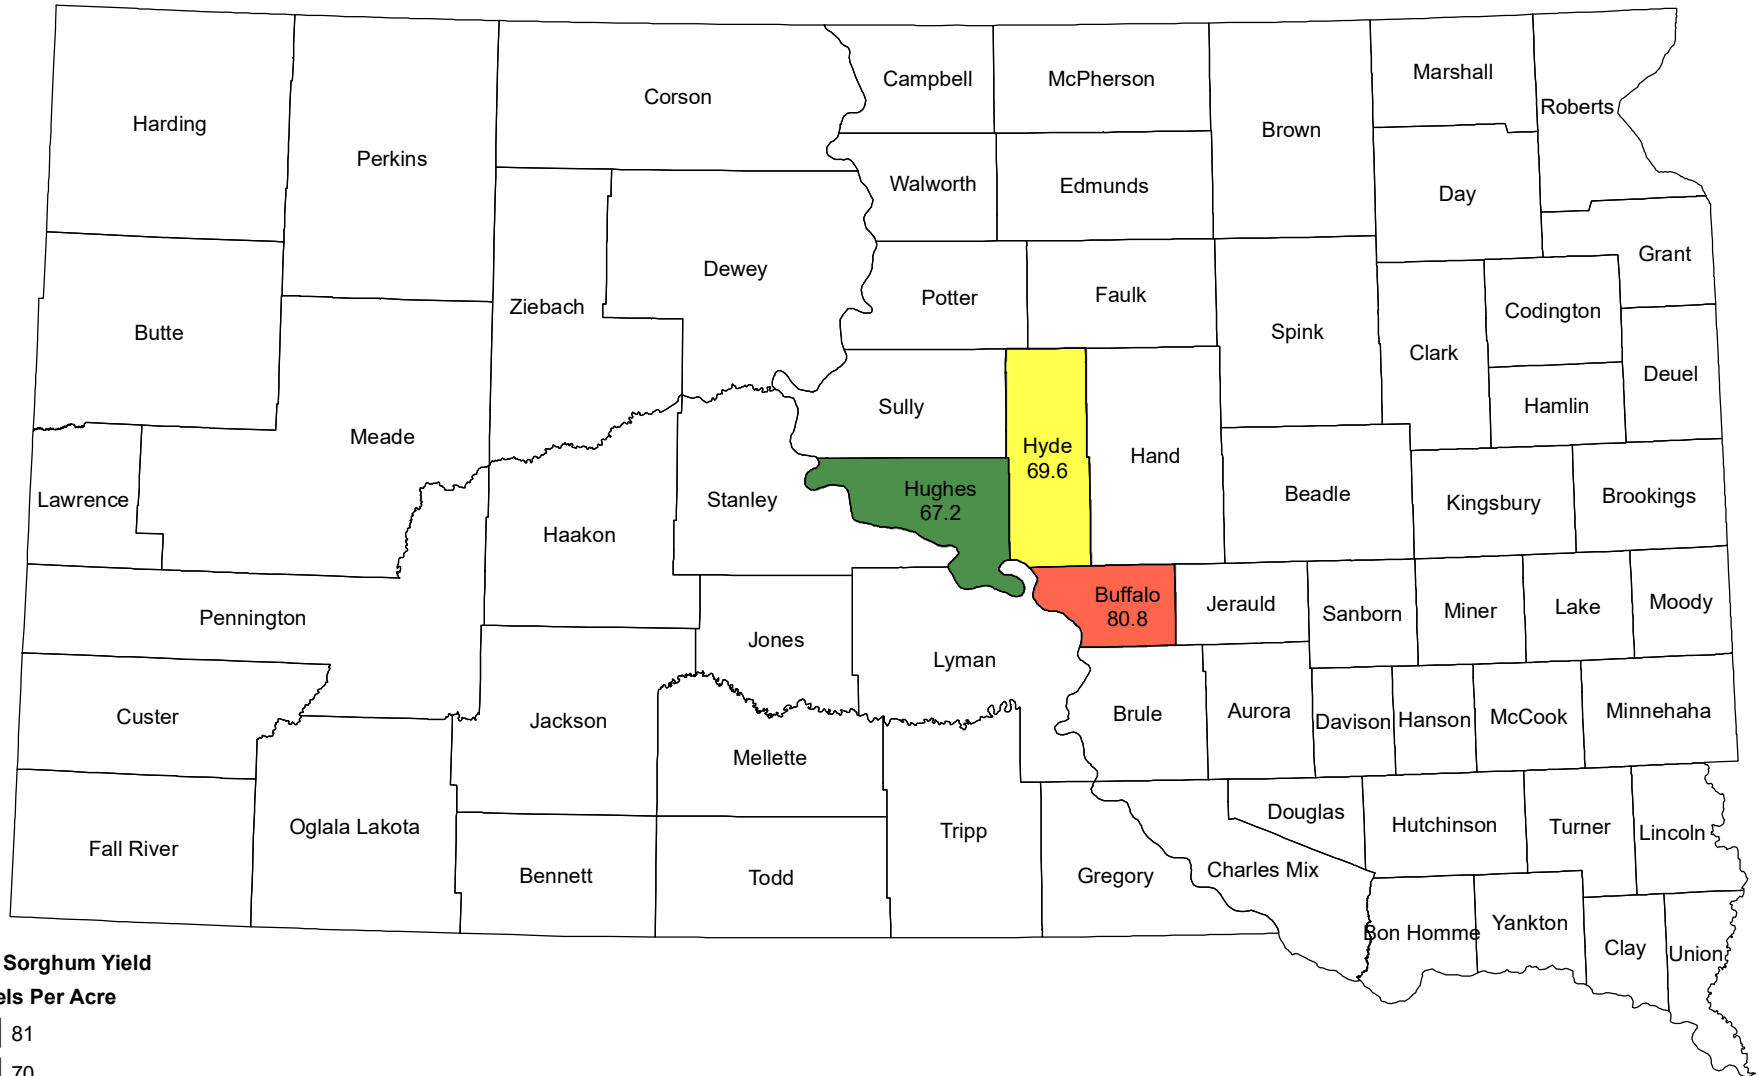 Campbell
McPherson
Marshall
Corson
Roberts
Harding
Brown
Perkins
Walworth
Edmunds
Day
Grant
Dewey
Potter
Faulk
Ziebach
Codington
Butte
Spink
Clark
Deuel
Sully
Hamlin
Meade
Hyde
69.6
Hand
Lawrence
Stanley
Hughes
67.2
Beadle
Kingsbury
Brookings
Haakon
Buffalo
80.8
Jerauld
Sanborn
Miner
Lake
Moody
Pennington
Jones
Lyman
Custer
Jackson
Brule
Aurora
Davison
Hanson
McCook
Minnehaha
Mellette
Fall River
Oglala Lakota
Tripp
Douglas
Hutchinson
Turner
Lincoln
Bennett
Todd
Gregory
Charles Mix
Bon Homme
Yankton
Clay
Union
Sorghum Yield
els Per Acre
81
70